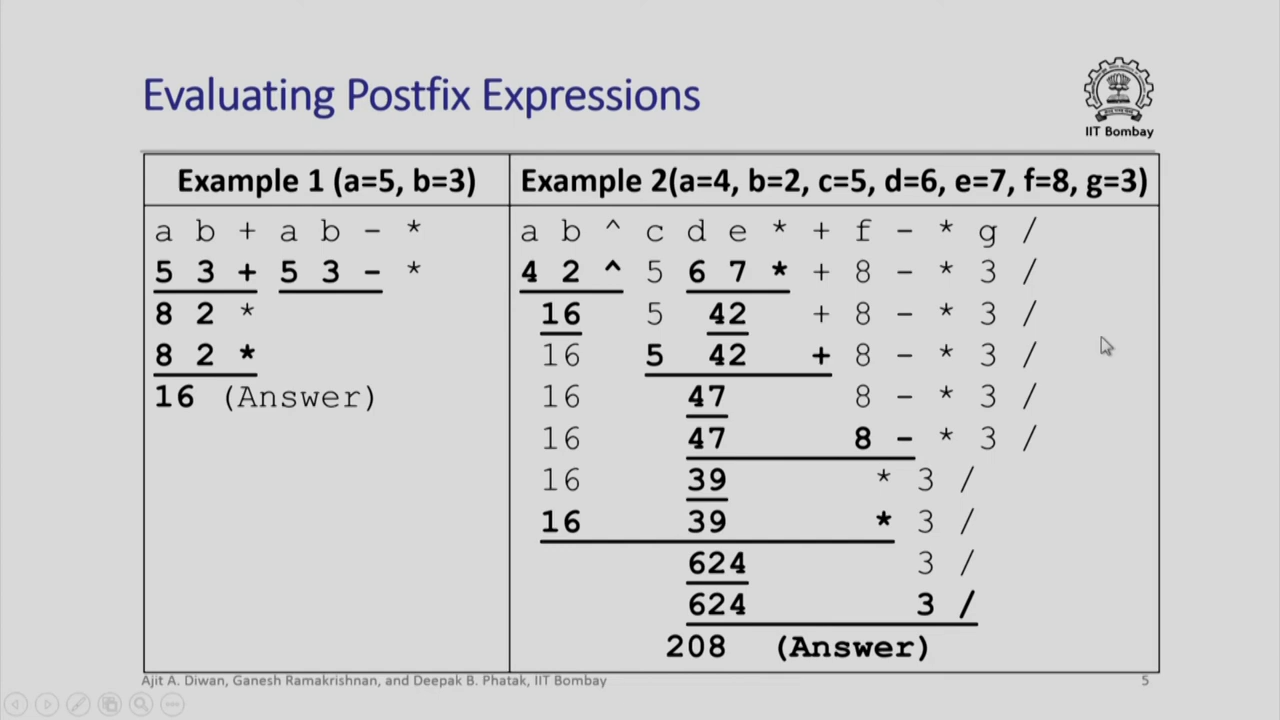 Evaluating Postfix Expressions
IIT Bombay
Example 1 (a=5, b=3)
a b + a b - *
5 3 + 5 3 - *
8 2 *
8 2 *
16 (Answer)
Example 2(a=4, b=2, c=5, d=6, e=7, f=8, g=3)
a b ^ c d e * + f - * g /
4 2 ^ 5 6 7 * + 8 - * 3 /
16 5 42 + 8 - * 3 /
16 5 42 + 8 - * 3 /
16 47 8 - * 3 /
16 47 8 - * 3 /
16 39 * 3 /
16 39 * 3 /
624 3 /
624 3 /
208 (Answer)
Ajit A. Diwan, Ganesh Ramakrishnan, and Deepak B. Phatak, IIT Bombay
5